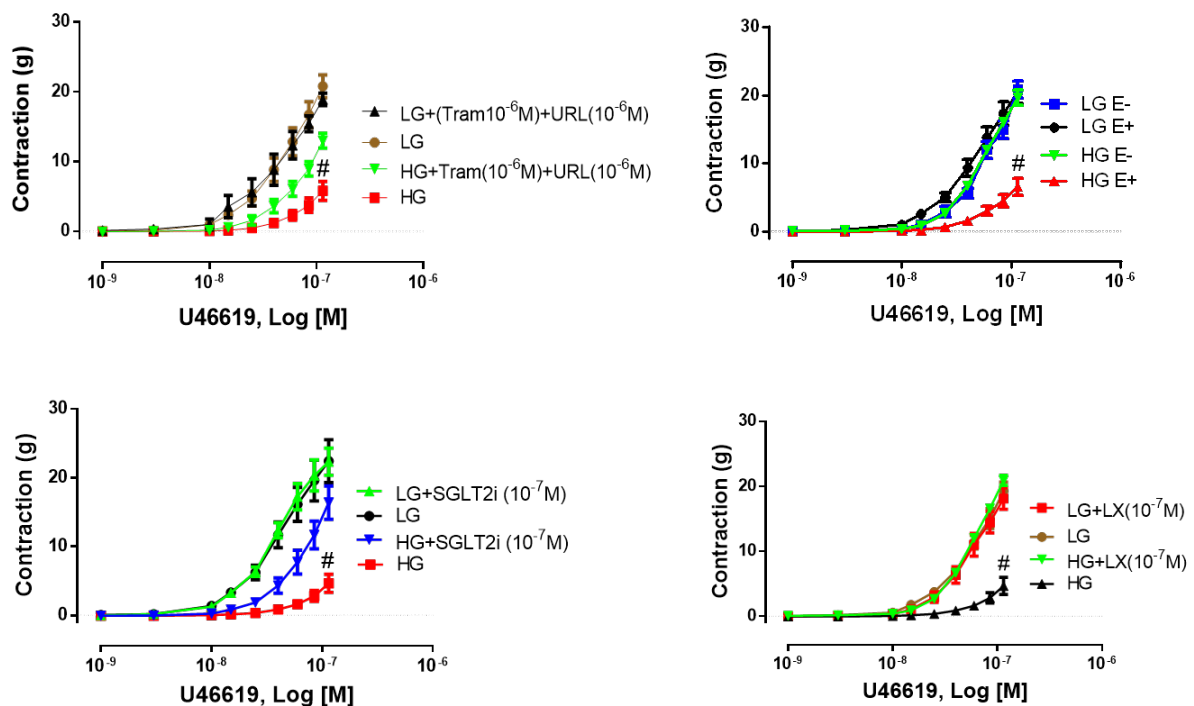 30
20
10
0
Contraction (g)
10⁻⁹
10⁻⁸
10⁻⁷
10⁻⁶
U46619, Log [M]
#
LG+(Tram10⁻⁶M)+URL(10⁻⁶M)
LG
HG+Tram(10⁻⁶M)+URL(10⁻⁶M)
HG
30
20
10
0
Contraction (g)
10⁻⁹
10⁻⁸
10⁻⁷
10⁻⁶
U46619, Log [M]
#
LG E-
LG E+
HG E-
HG E+
30
20
10
0
Contraction (g)
10⁻⁹
10⁻⁸
10⁻⁷
10⁻⁶
U46619, Log [M]
#
LG+SGLT2i (10⁻⁷M)
LG
HG+SGLT2i (10⁻⁷M)
HG
30
20
10
0
Contraction (g)
10⁻⁹
10⁻⁸
10⁻⁷
10⁻⁶
U46619, Log [M]
#
LG+LX(10⁻⁷M)
LG
HG+LX(10⁻⁷M)
HG